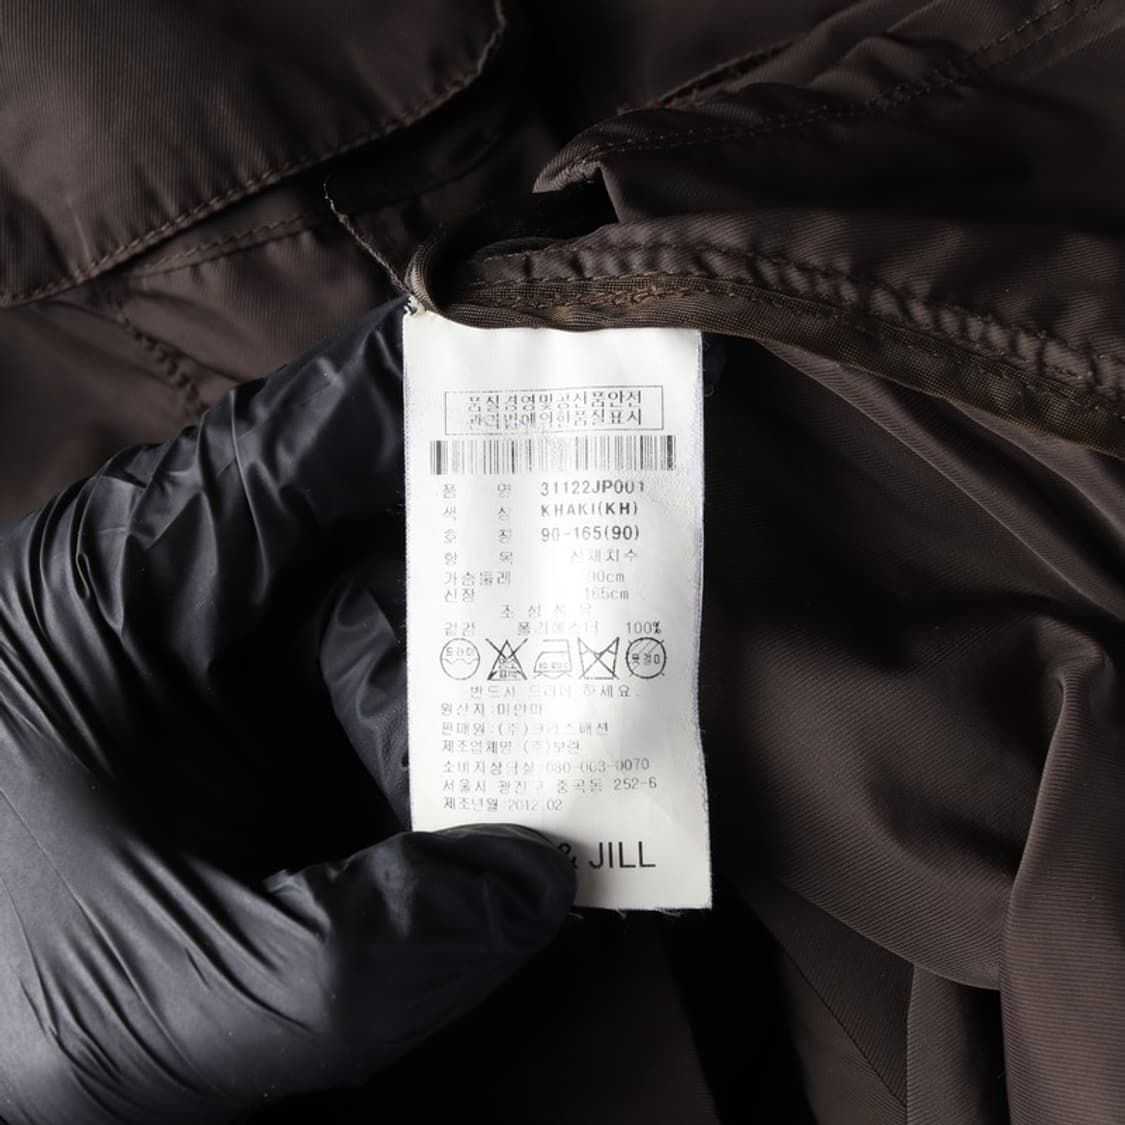 품질경영및공산품안전
관리법에의한품질표시
품 명 31122JP001
색 상 KHAKI(KH)
호 칭 90-165(90)
항 목 신체치수
가슴둘레 90cm
신장 165cm
조 성 섬 유
겉감 폴리에스터 100%
드라이
반드시 드라이 하세요.
원산지:미얀마
판매원:(주)크리스패션
제조업체명:(주)보란
소비자상담실:080-003-0070
서울시 광진구 중곡동 252-6
제조년월:2012.02
& JILL